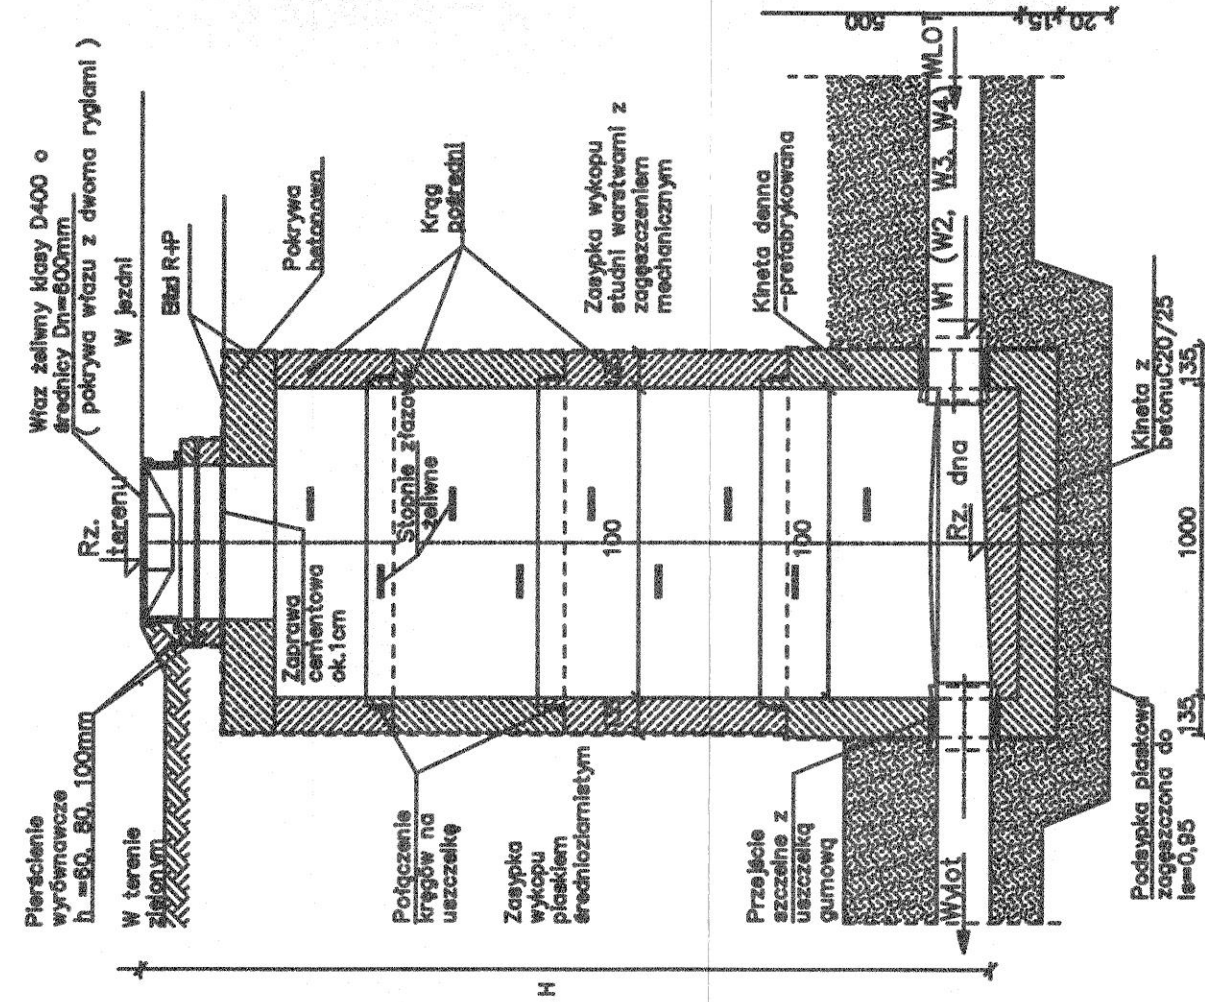 Właz żeliwny klasy D400 o
średnicy Dn=600mm
( pokrywa włazu z dwoma ryglami )
W jezdni
Rz.
terenu
Pierścienie
wyrównawcze
h =60, 80, 100mm
W terenie
zielonym
Pokrywa
betonowa
Zaprawa
cementowa
ok.1cm
Krąg
pośredni
Stopnie złazowe
żeliwne
Połączenie
kręgów na
uszczelkę
Zasypka
wykopu
piaskiem
średnioziarnistym
Zasypka wykopu
studni warstwami z
zagęszczeniem
mechanicznym
100
100
Kineta denna
-prefabrykowana
Przejście
szczelne z
uszczelką
gumową
500
15
20
WLOT
W1 (W2, W3, W4)
Wylot
Rz. dna
Kineta z
betonuC20/25
Podsypka piaskowa
zagęszczona do
Is=0,95
135
1000
135
H